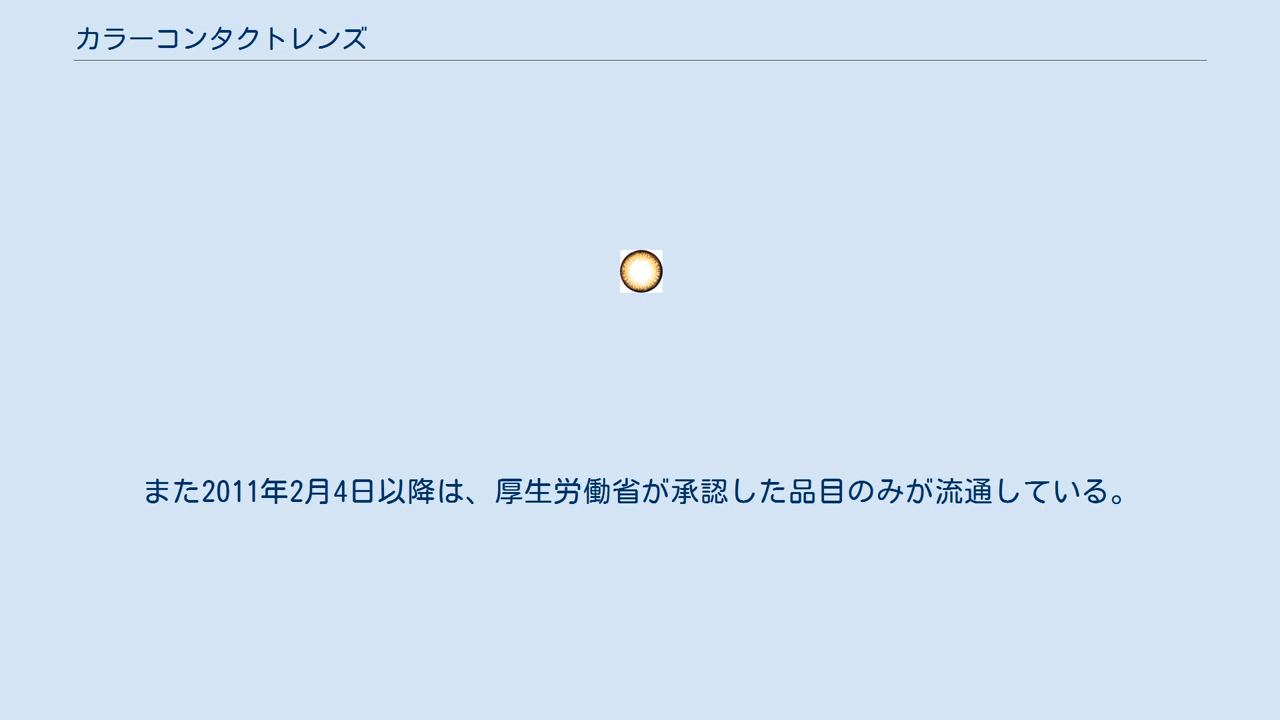 カラーコンタクトレンズ
また2011年2月4日以降は、厚生労働省が承認した品目のみが流通している。